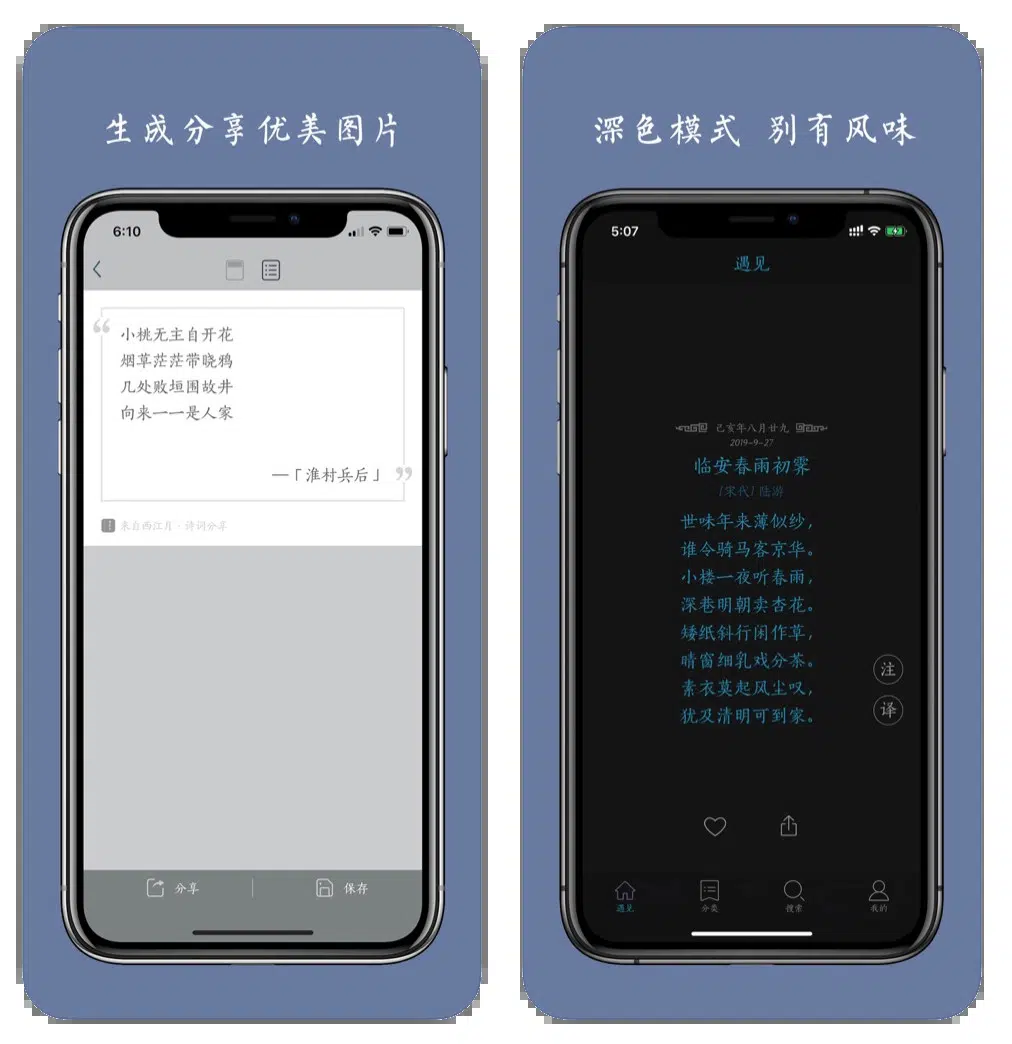 生成分享优美图片
6:10
小桃无主自开花
烟草茫茫带晓鸦
几处败垣围故井
向来一一是人家
—「淮村兵后」
来自西江月·诗词分享
分享
保存
深色模式 别有风味
5:07
遇见
己亥年八月廿九
2019-9-27
临安春雨初霁
「宋代」陆游
世味年来薄似纱，
谁令骑马客京华。
小楼一夜听春雨，
深巷明朝卖杏花。
矮纸斜行闲作草，
晴窗细乳戏分茶。
素衣莫起风尘叹，
犹及清明可到家。
注
译
遇见
分类
搜索
我的